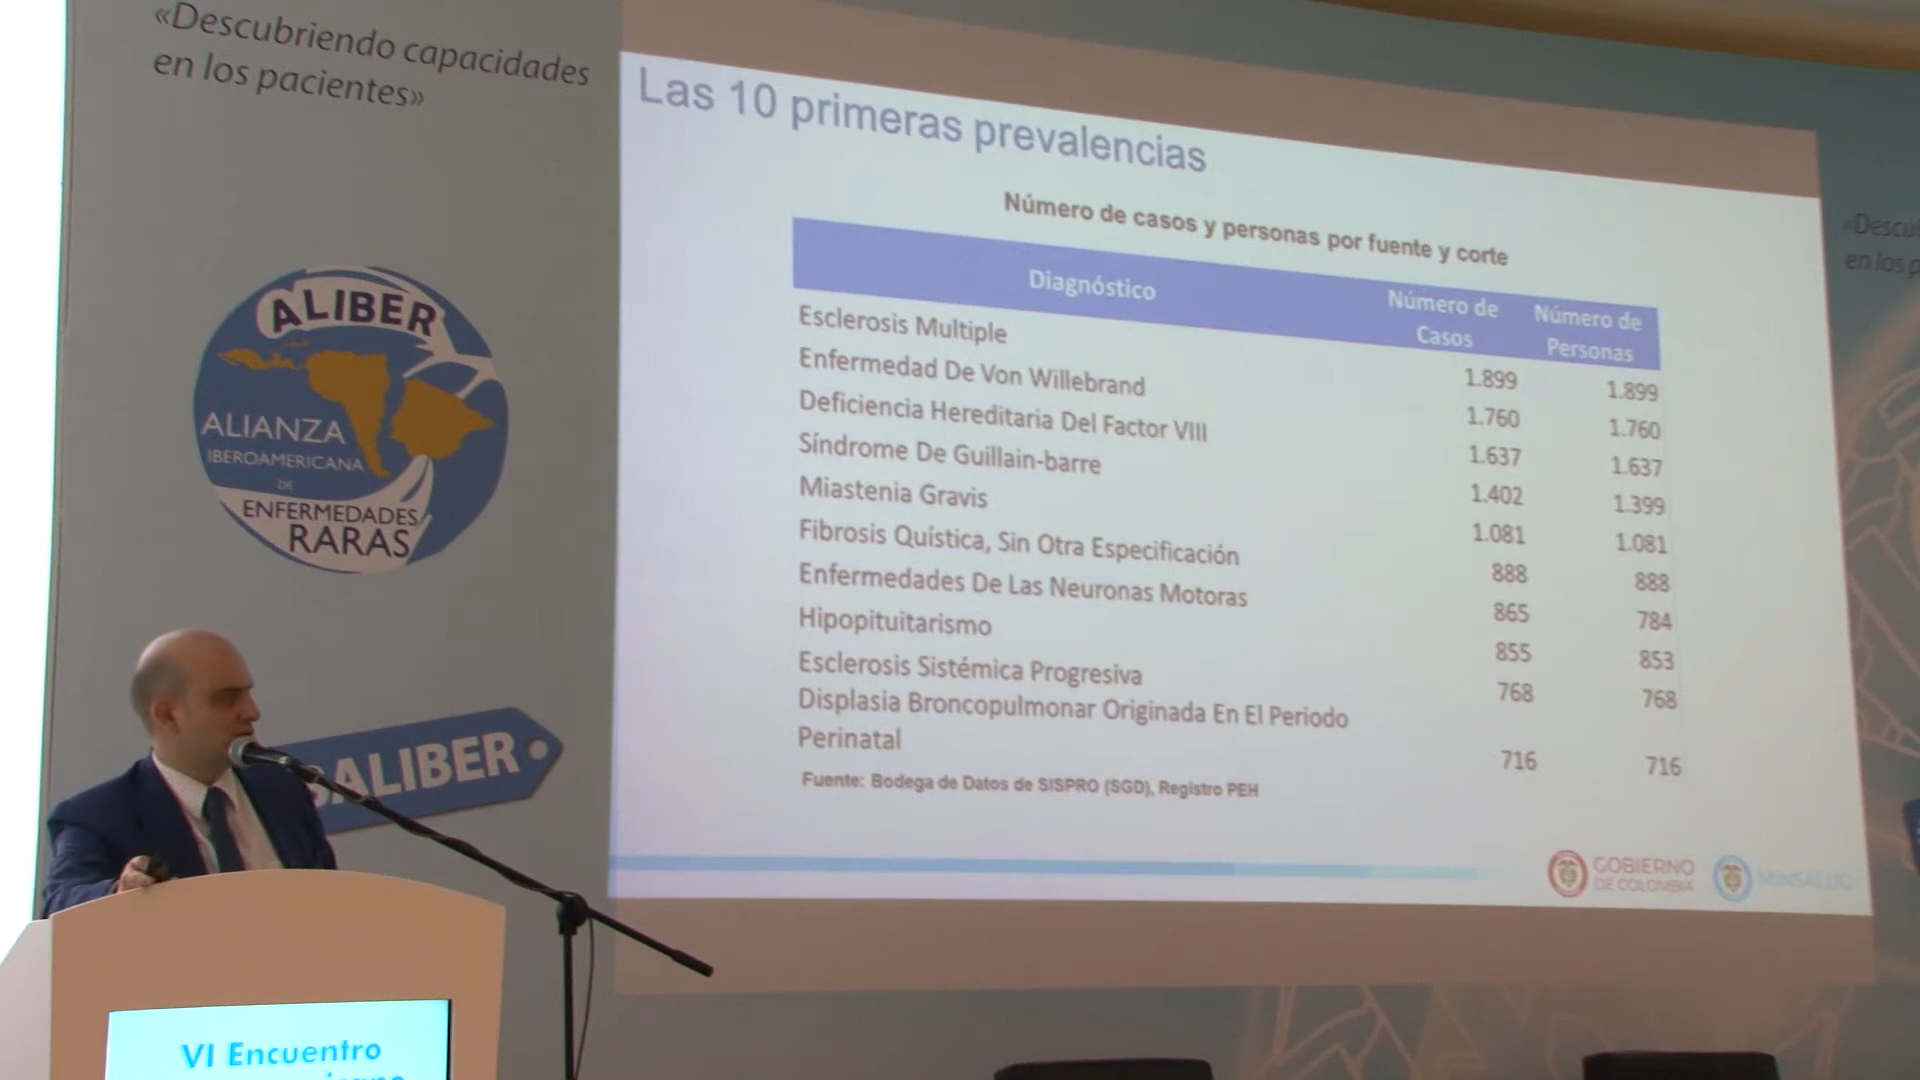 «Descubriendo capacidades
en los pacientes»
ALIBER
ALIANZA
IBEROAMERICANA
DE
ENFERMEDADES
RARAS
ALIBER
Las 10 primeras prevalencias
Número de casos y personas por fuente y corte
Diagnóstico Número de Casos Número de Personas
Esclerosis Multiple 1.899 1.899
Enfermedad De Von Willebrand 1.760 1.760
Deficiencia Hereditaria Del Factor VIII 1.637 1.637
Síndrome De Guillain-barre 1.402 1.399
Miastenia Gravis 1.081 1.081
Fibrosis Quística, Sin Otra Especificación 888 888
Enfermedades De Las Neuronas Motoras 865 784
Hipopituitarismo 855 853
Esclerosis Sistémica Progresiva 768 768
Displasia Broncopulmonar Originada En El Periodo
Perinatal 716 716
Fuente: Bodega de Datos de SISPRO (SGD), Registro PEH
GOBIERNO
DE COLOMBIA
MINSALUD
«Descu
en los p
VI Encuentro